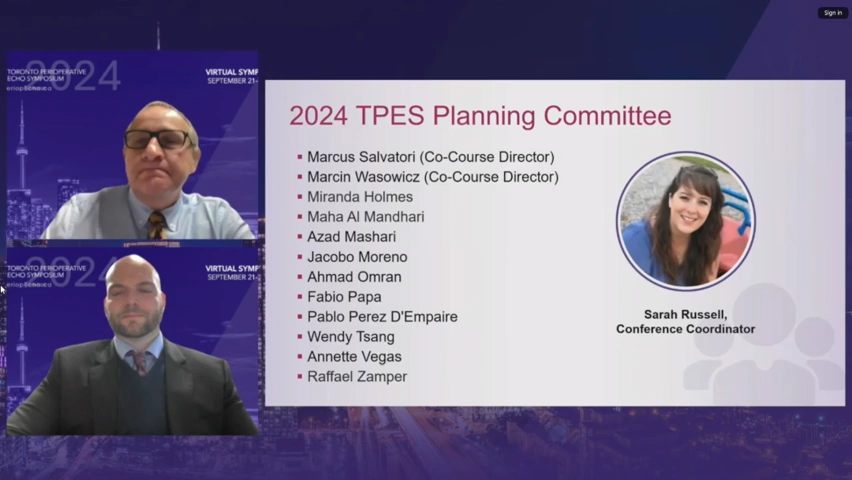 Sign in
TORONTO PERIOPERATIVE
ECHO SYMPOSIUM
2024
VIRTUAL SYMP
SEPTEMBER 21-
TORONTO PERIOPERATIVE
ECHO SYMPOSIUM
2024
VIRTUAL SYMP
SEPTEMBER 21-
2024 TPES Planning Committee
▪ Marcus Salvatori (Co-Course Director)
▪ Marcin Wasowicz (Co-Course Director)
▪ Miranda Holmes
▪ Maha Al Mandhari
▪ Azad Mashari
▪ Jacobo Moreno
▪ Ahmad Omran
▪ Fabio Papa
▪ Pablo Perez D'Empaire
▪ Wendy Tsang
▪ Annette Vegas
▪ Raffael Zamper
Sarah Russell,
Conference Coordinator